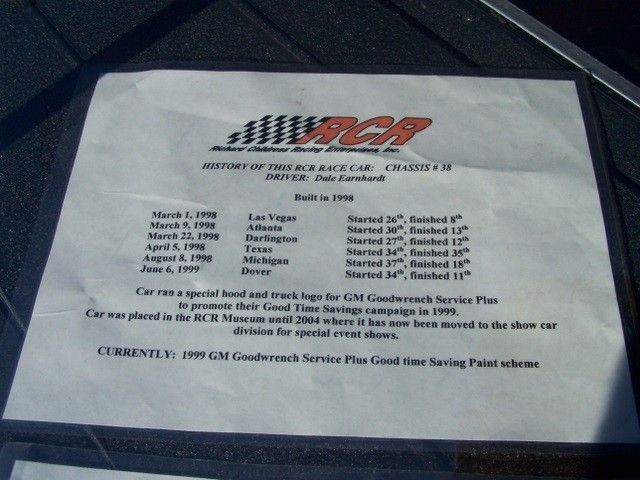 RCR
Richard Childress Racing Enterprises, Inc.
HISTORY OF THIS RCR RACE CAR: CHASSIS # 38
DRIVER: Dale Earnhardt
Built in 1998
March 1, 1998 Las Vegas Started 26th, finished 8th
March 9, 1998 Atlanta Started 30th, finished 13th
March 22, 1998 Darlington Started 27th, finished 12th
April 5, 1998 Texas Started 34th, finished 35th
August 8, 1998 Michigan Started 37th, finished 18th
June 6, 1999 Dover Started 34th, finished 11th
Car ran a special hood and truck logo for GM Goodwrench Service Plus
to promote their Good Time Savings campaign in 1999.
Car was placed in the RCR Museum until 2004 where it has now been moved to the show car
division for special event shows.
CURRENTLY: 1999 GM Goodwrench Service Plus Good time Saving Paint scheme